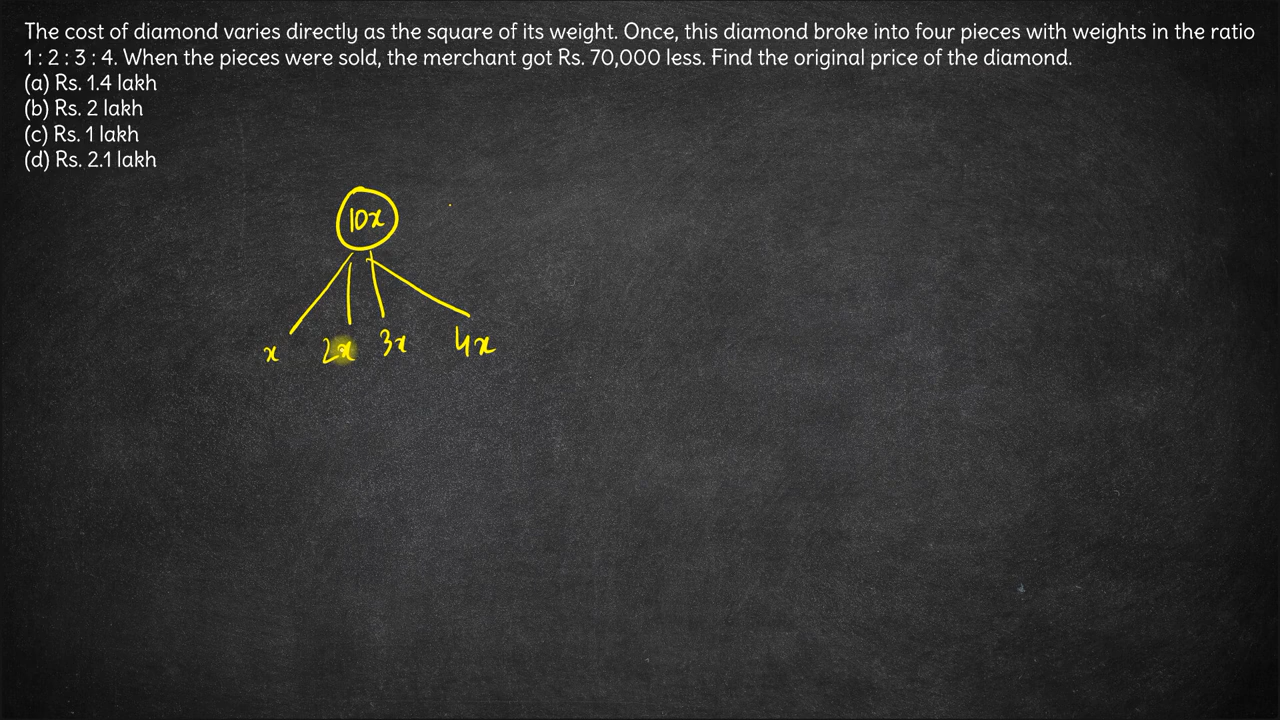 The cost of diamond varies directly as the square of its weight. Once, this diamond broke into four pieces with weights in the ratio
1 : 2 : 3 : 4. When the pieces were sold, the merchant got Rs. 70,000 less. Find the original price of the diamond.
(a) Rs. 1.4 lakh
(b) Rs. 2 lakh
(c) Rs. 1 lakh
(d) Rs. 2.1 lakh
10x
x 2x 3x 4x